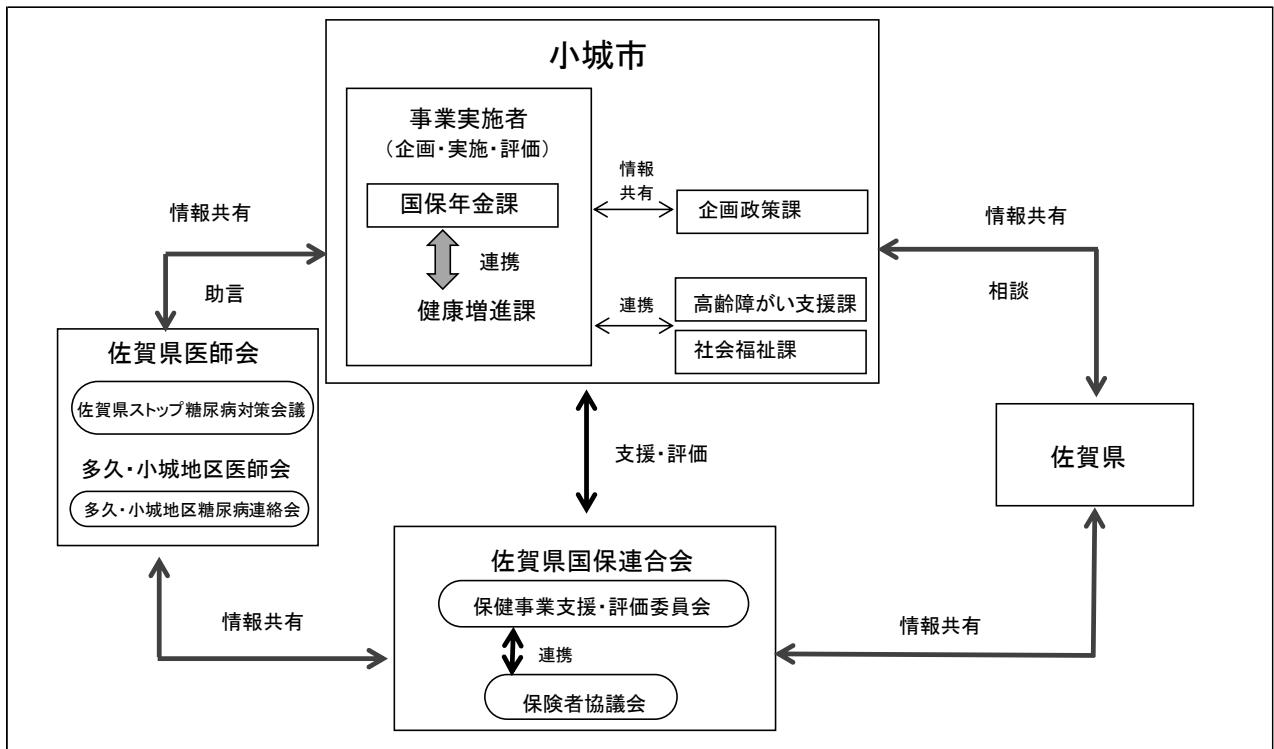 小城市
事業実施者
（企画・実施・評価）
国保年金課
連携
健康増進課
情報
共有
企画政策課
連携
高齢障がい支援課
社会福祉課
情報共有
助言
情報共有
相談
佐賀県医師会
佐賀県ストップ糖尿病対策会議
多久・小城地区医師会
多久・小城地区糖尿病連絡会
支援・評価
佐賀県
佐賀県国保連合会
保健事業支援・評価委員会
連携
保険者協議会
情報共有
情報共有